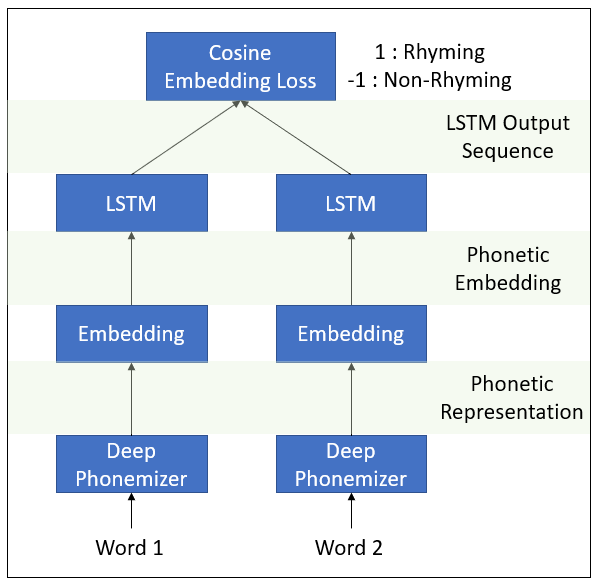 Cosine
Embedding Loss
1 : Rhyming
-1 : Non-Rhyming
LSTM Output
Sequence
LSTM
LSTM
Phonetic
Embedding
Embedding
Embedding
Phonetic
Representation
Deep
Phonemizer
Deep
Phonemizer
Word 1
Word 2